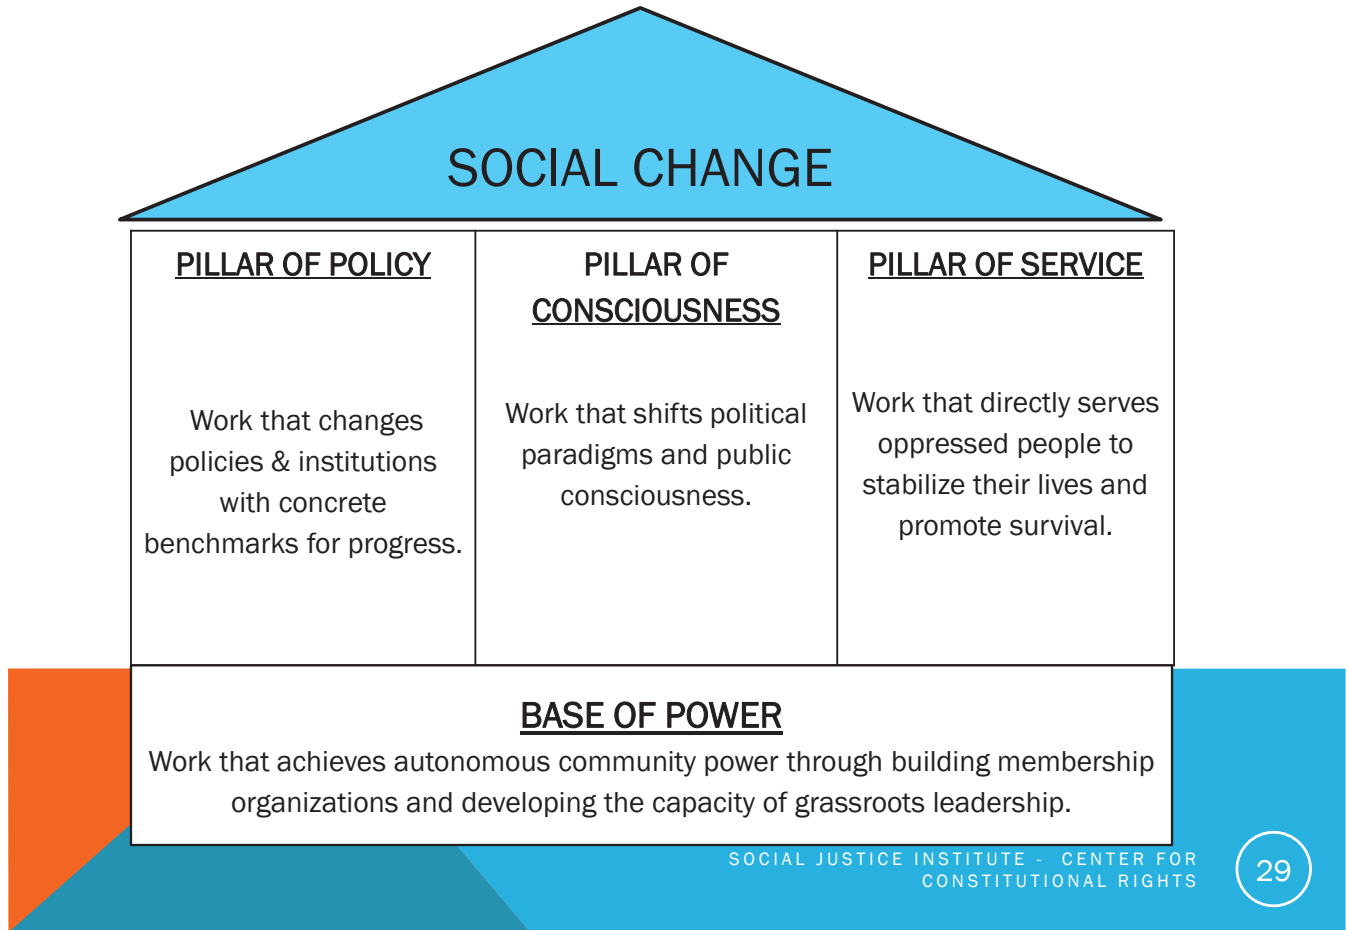 SOCIAL CHANGE
PILLAR OF POLICY
Work that changes
policies & institutions
with concrete
benchmarks for progress.
PILLAR OF
CONSCIOUSNESS
Work that shifts political
paradigms and public
consciousness.
PILLAR OF SERVICE
Work that directly serves
oppressed people to
stabilize their lives and
promote survival.
BASE OF POWER
Work that achieves autonomous community power through building membership
organizations and developing the capacity of grassroots leadership.
SOCIAL JUSTICE INSTITUTE - CENTER FOR
CONSTITUTIONAL RIGHTS
29